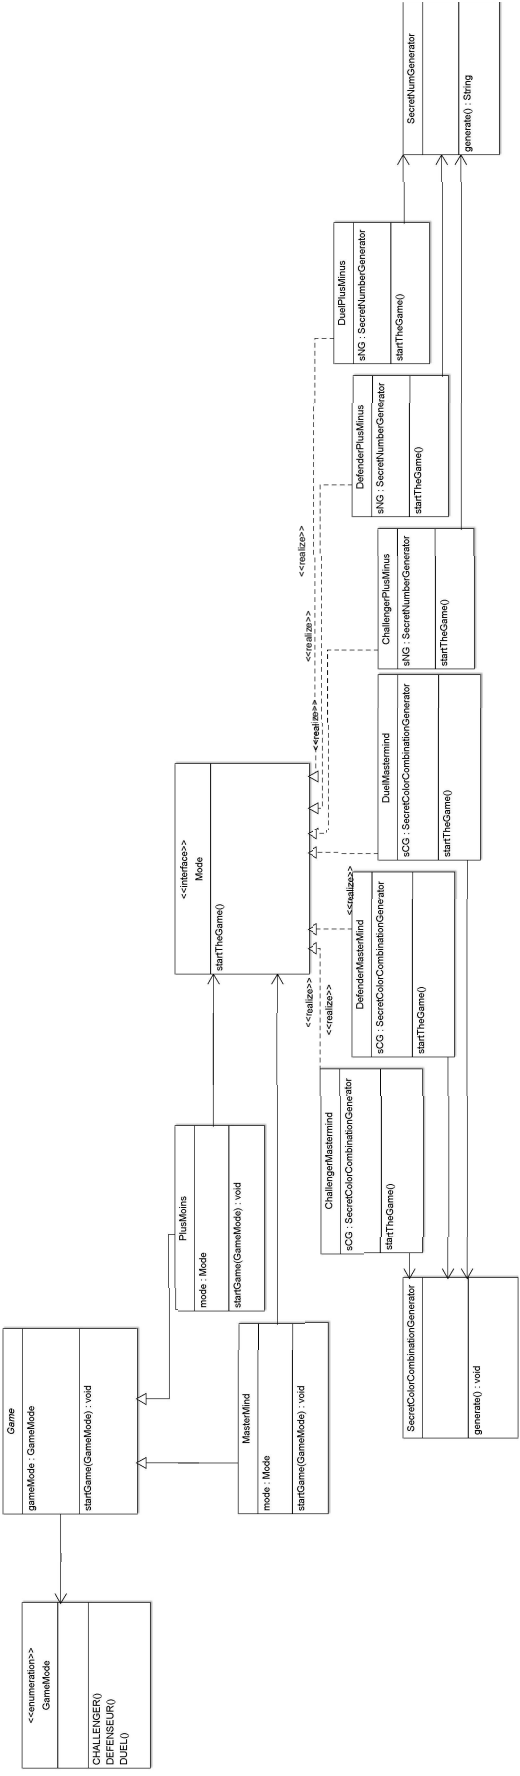 <<enumeration>>
GameMode
CHALLENGER()
DEFENSEUR()
DUEL()
Game
gameMode : GameMode
startGame(GameMode) : void
MasterMind
mode : Mode
startGame(GameMode) : void
PlusMoins
mode : Mode
startGame(GameMode) : void
<<interface>>
Mode
startTheGame()
<<realize>>
<<realize>>
<<realize>>
<<realize>>
<<realize>>
<<realize>>
SecretColorCombinationGenerator
generate() : void
ChallengerMastermind
sCG : SecretColorCombinationGenerator
startTheGame()
DefenderMasterMind
sCG : SecretColorCombinationGenerator
startTheGame()
DuelMastermind
sCG : SecretColorCombinationGenerator
startTheGame()
ChallengerPlusMinus
sNG : SecretNumberGenerator
startTheGame()
DefenderPlusMinus
sNG : SecretNumberGenerator
startTheGame()
DuelPlusMinus
sNG : SecretNumberGenerator
startTheGame()
SecretNumGenerator
generate() : String